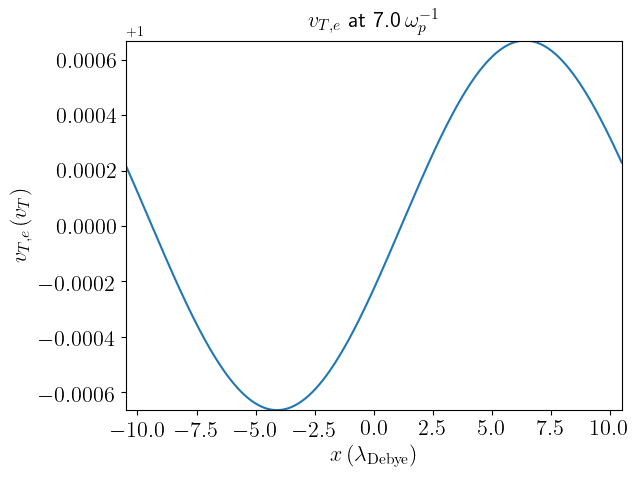 v_{T,e} at 7.0 ω_p^{-1}
+1
0.0006
0.0004
0.0002
0.0000
−0.0002
−0.0004
−0.0006
v_{T,e} (v_T)
−10.0 −7.5 −5.0 −2.5 0.0 2.5 5.0 7.5 10.0
x (λ_{Debye})